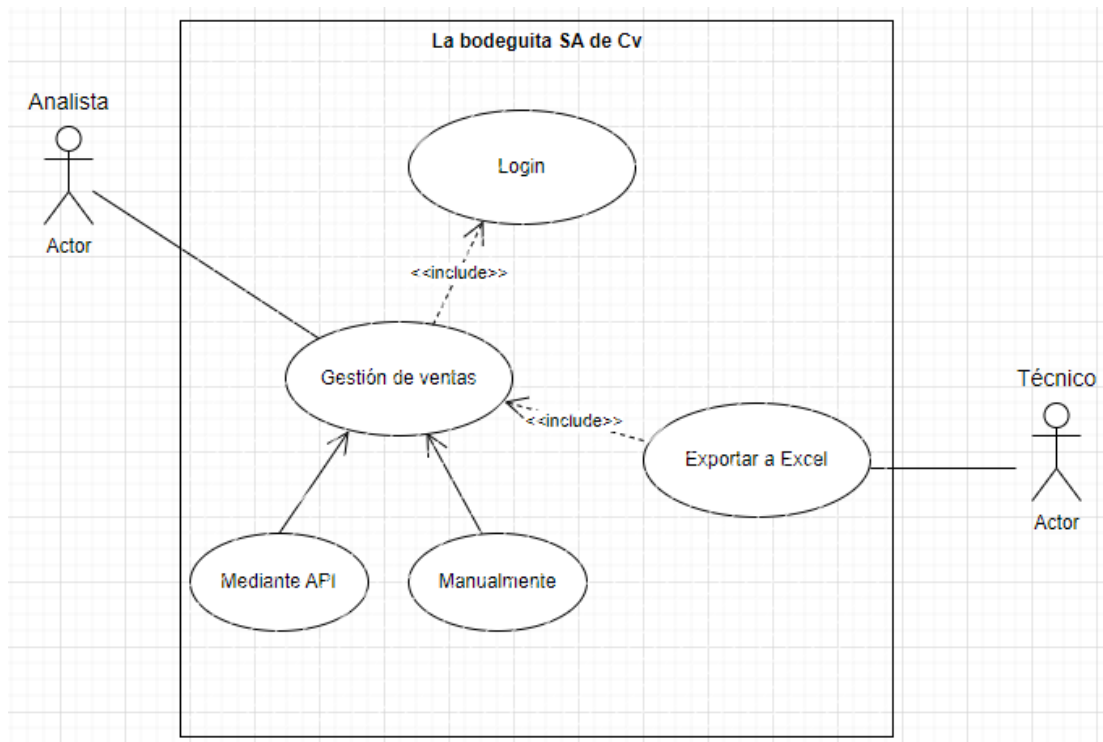 La bodeguita SA de Cv
Analista
Actor
Login
<<include>>
Gestión de ventas
Técnico
Actor
<<include>>
Exportar a Excel
Mediante API
Manualmente